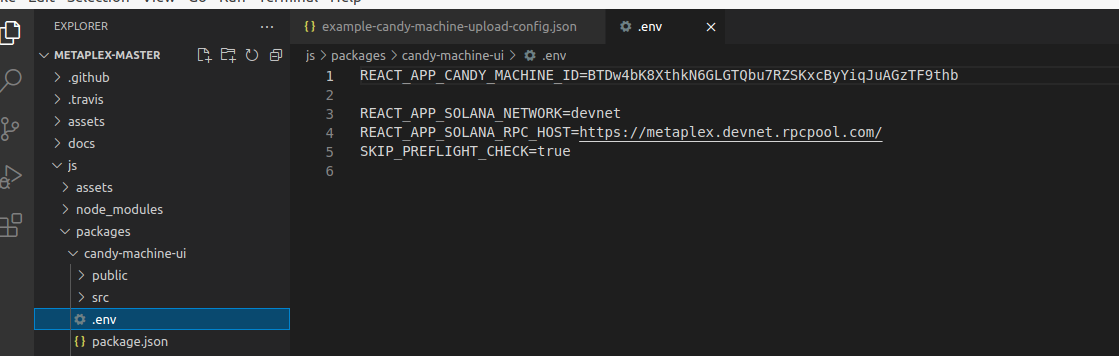 EXPLORER
METAPLEX-MASTER
.github
.travis
assets
docs
js
assets
node_modules
packages
candy-machine-ui
public
src
.env
package.json
example-candy-machine-upload-config.json
.env
js > packages > candy-machine-ui > .env
1 REACT_APP_CANDY_MACHINE_ID=BTDw4bK8XthkN6GLGTQbu7RZSKxcByYiqJuAGzTF9thb
2
3 REACT_APP_SOLANA_NETWORK=devnet
4 REACT_APP_SOLANA_RPC_HOST=https://metaplex.devnet.rpcpool.com/
5 SKIP_PREFLIGHT_CHECK=true
6